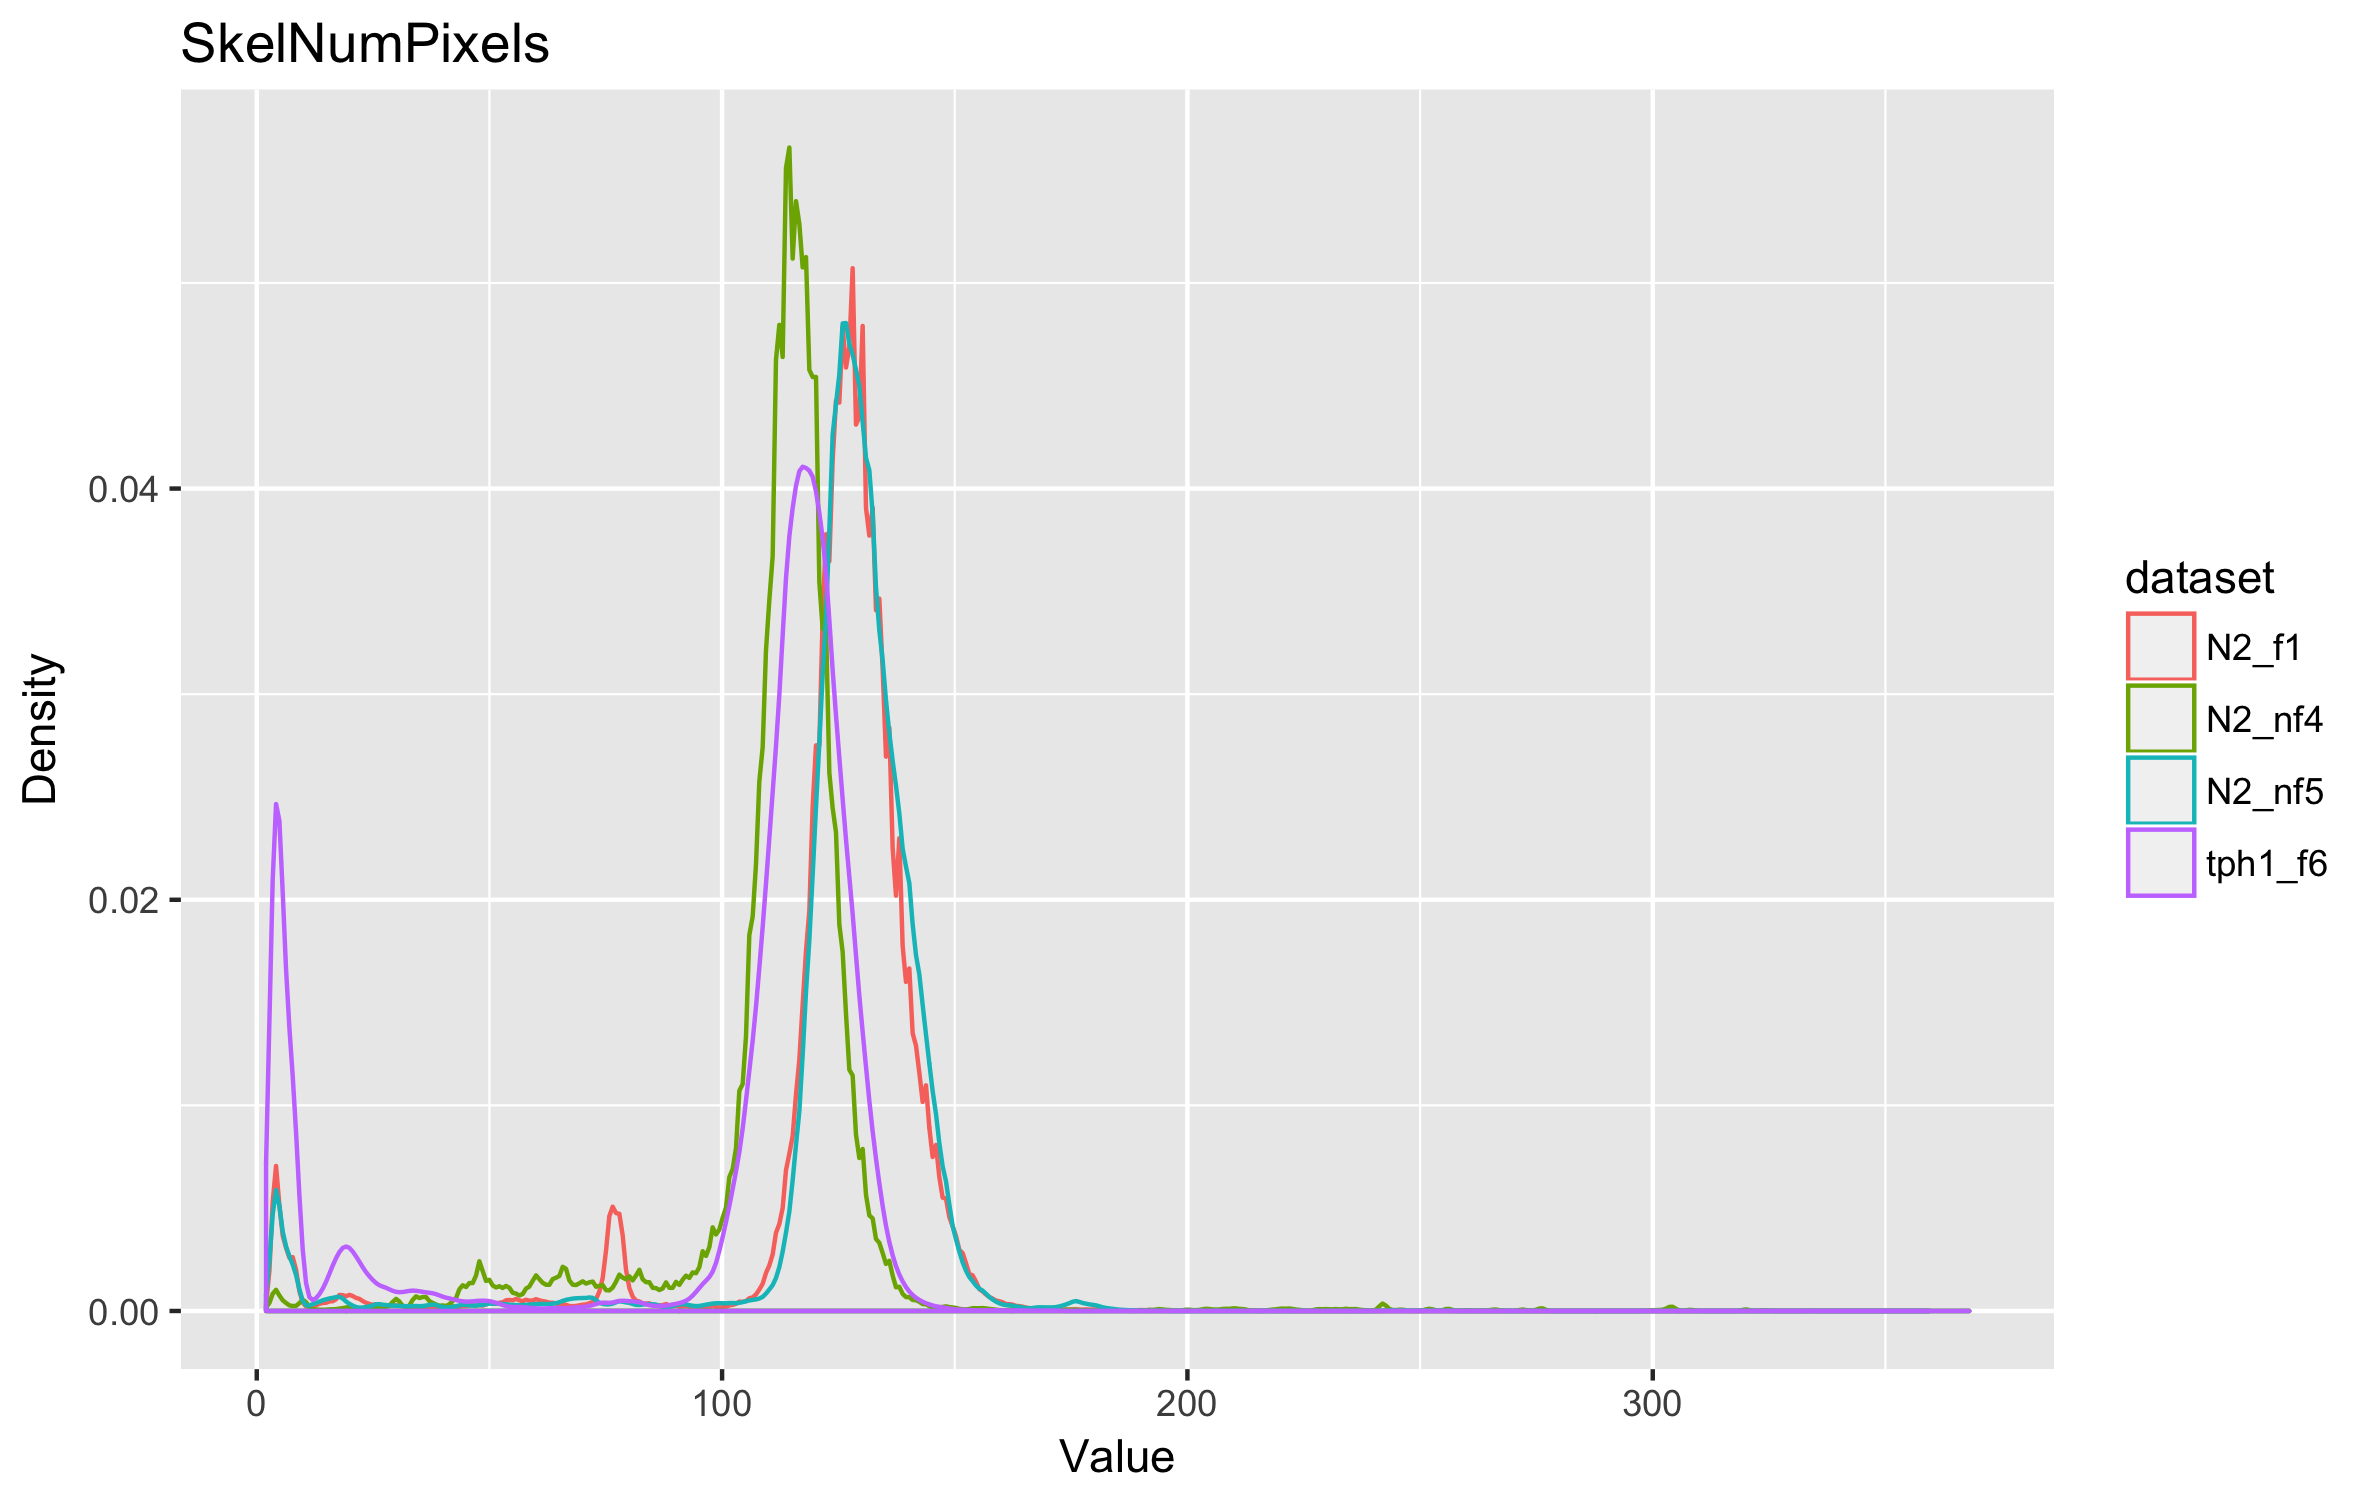 SkelNumPixels
Density
0.04
0.02
0.00
0 100 200 300
Value
dataset
N2_f1
N2_nf4
N2_nf5
tph1_f6